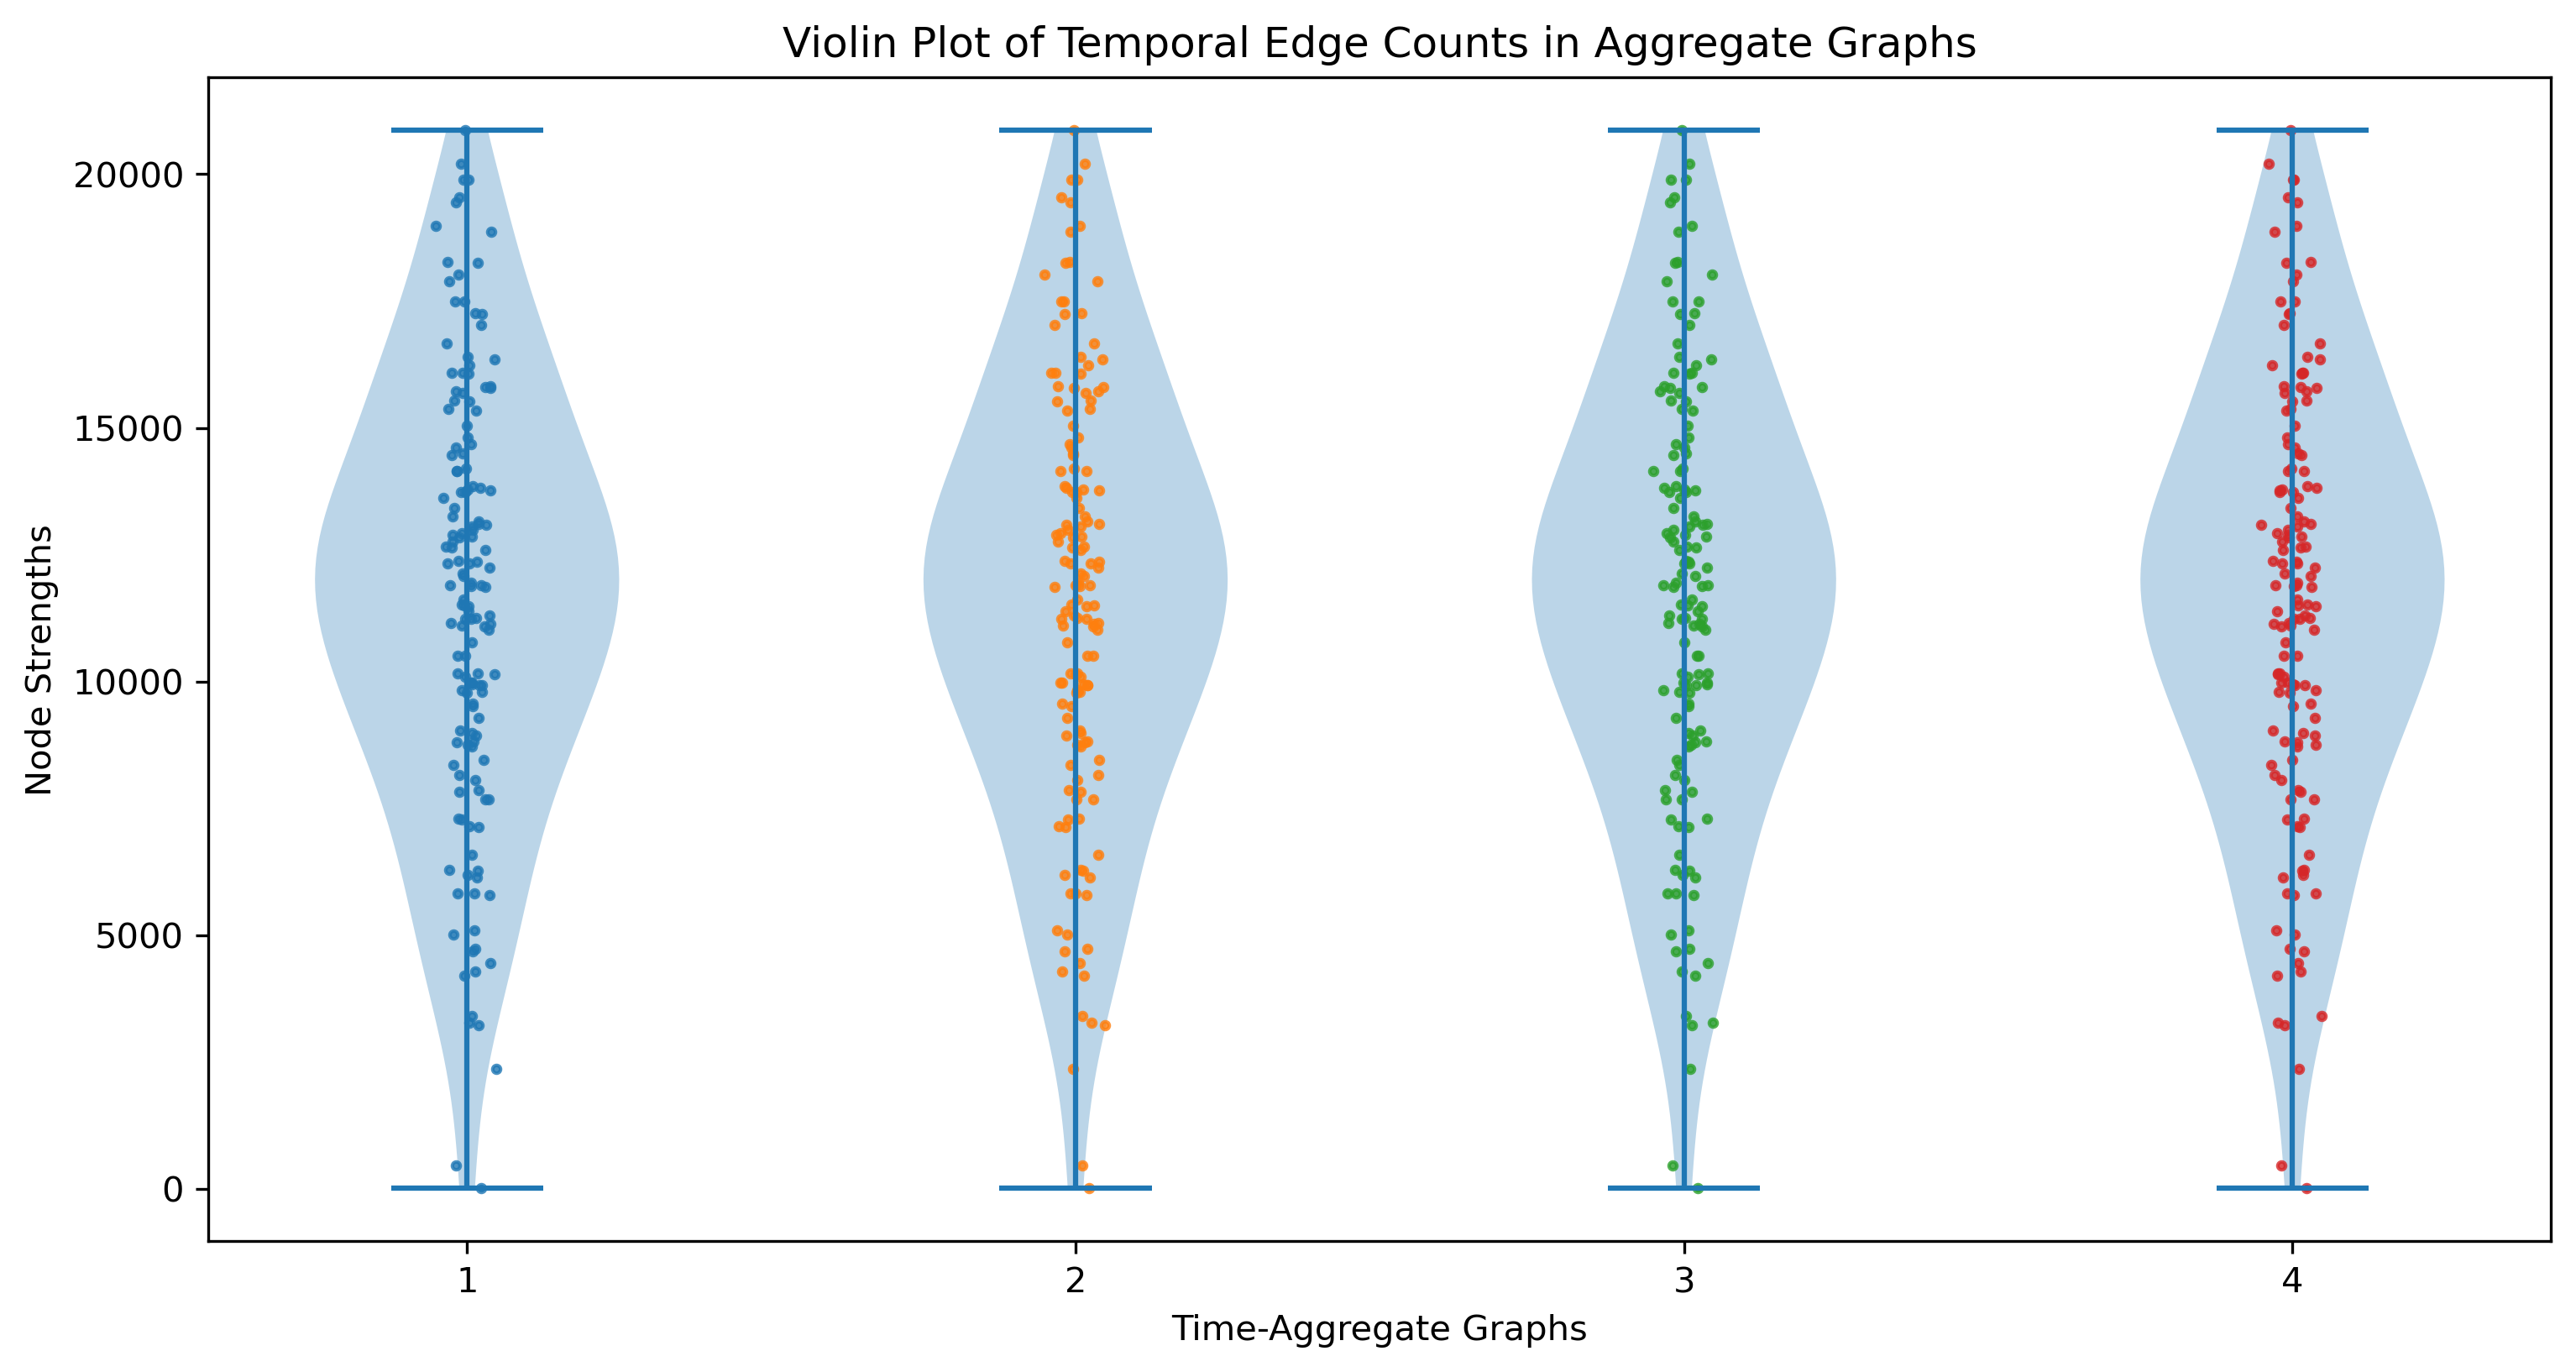 Violin Plot of Temporal Edge Counts in Aggregate Graphs
Node Strengths
20000
15000
10000
5000
0
1 2 3 4
Time-Aggregate Graphs